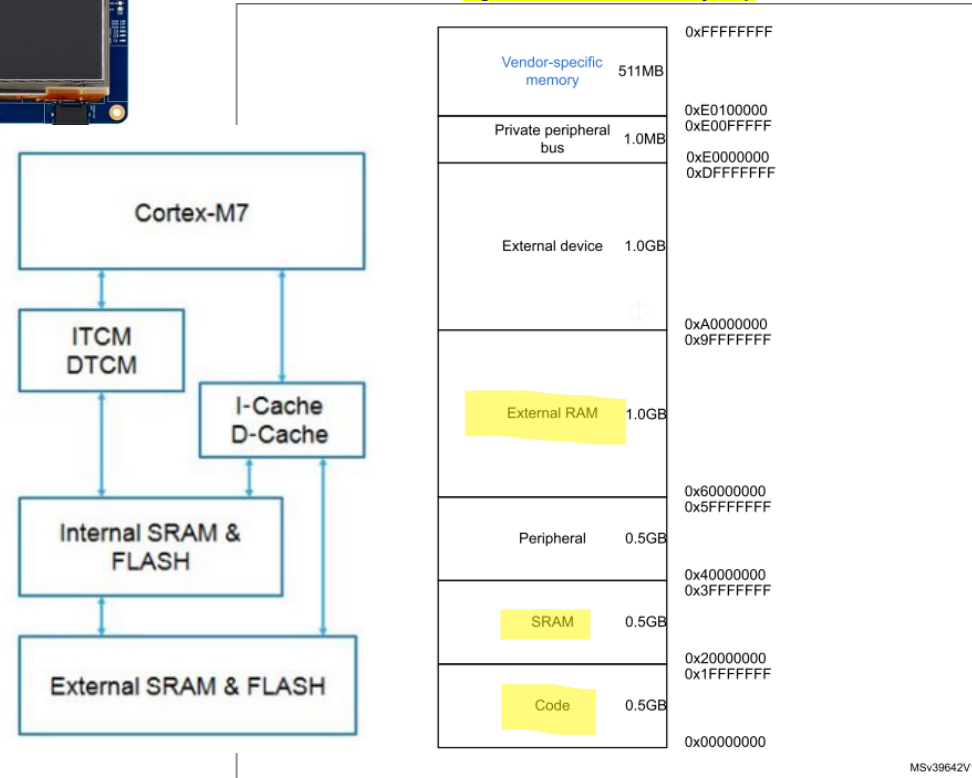 Cortex-M7
ITCM
DTCM
I-Cache
D-Cache
Internal SRAM &
FLASH
External SRAM & FLASH
0xFFFFFFFF
Vendor-specific
memory
511MB
0xE0100000
0xE00FFFFF
Private peripheral
bus
1.0MB
0xE0000000
0xDFFFFFFF
External device
1.0GB
0xA0000000
0x9FFFFFFF
External RAM
1.0GB
0x60000000
0x5FFFFFFF
Peripheral
0.5GB
0x40000000
0x3FFFFFFF
SRAM
0.5GB
0x20000000
0x1FFFFFFF
Code
0.5GB
0x00000000